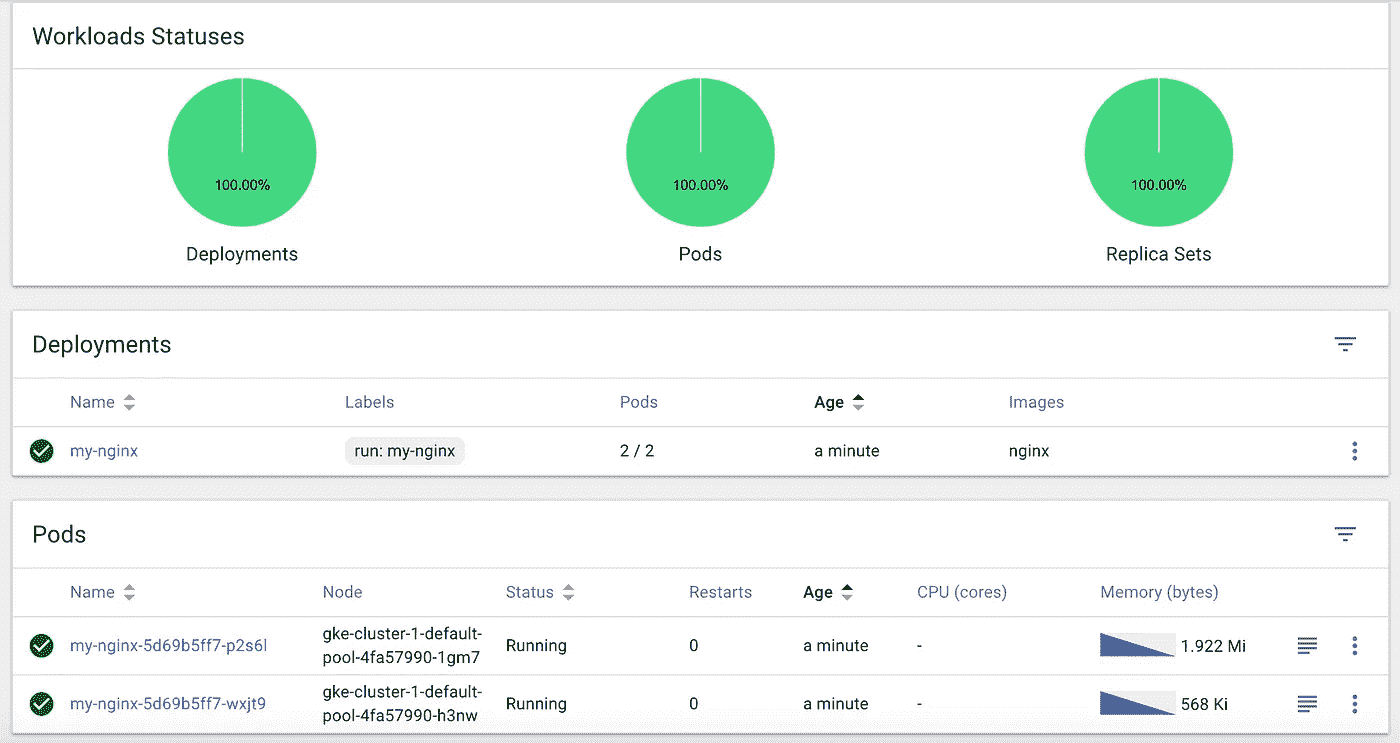 Workloads Statuses
100.00%
100.00%
100.00%
Deployments
Pods
Replica Sets
Deployments
Name
Labels
Pods
Age
Images
my-nginx
run: my-nginx
2 / 2
a minute
nginx
Pods
Name
Node
Status
Restarts
Age
CPU (cores)
Memory (bytes)
my-nginx-5d69b5ff7-p2s6l
gke-cluster-1-default-
pool-4fa57990-1gm7
Running
0
a minute
-
1.922 Mi
my-nginx-5d69b5ff7-wxjt9
gke-cluster-1-default-
pool-4fa57990-h3nw
Running
0
a minute
-
568 Ki